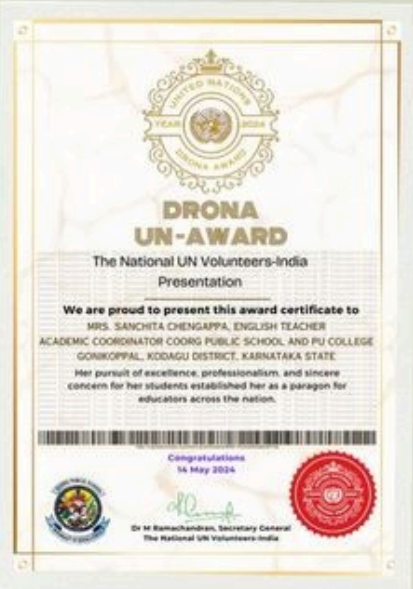 UNITED NATIONS
YEAR 2024
DRONA AWARD
DRONA
UN-AWARD
The National UN Volunteers-India
Presentation
We are proud to present this award certificate to
MRS. SANCHITA CHENGAPPA, ENGLISH TEACHER
ACADEMIC COORDINATOR COORG PUBLIC SCHOOL AND PU COLLEGE
GONIKOPPAL, KODAGU DISTRICT, KARNATAKA STATE
Her pursuit of excellence, professionalism, and sincere
concern for her students established her as a paragon for
educators across the nation.
Congratulations
14 May 2024
Dr M Ramachandran, Secretary General
The National UN Volunteers-India